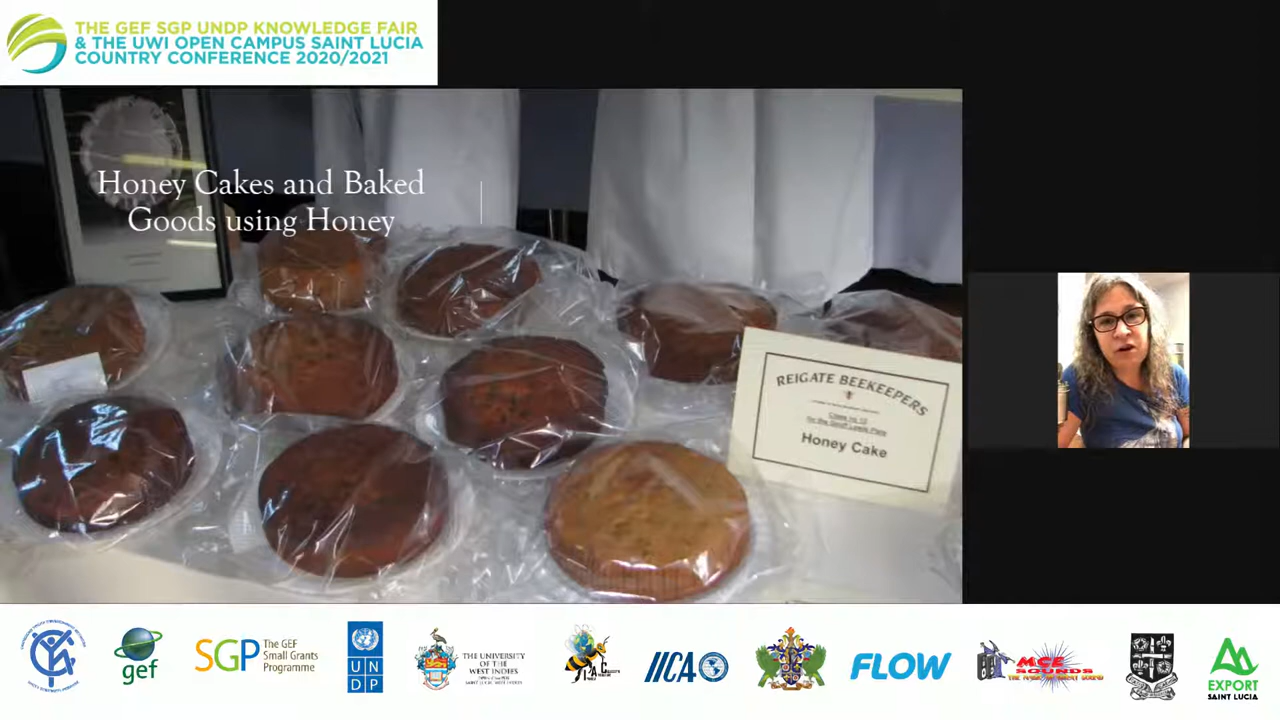 THE GEF SGP UNDP KNOWLEDGE FAIR
& THE UWI OPEN CAMPUS SAINT LUCIA
COUNTRY CONFERENCE 2020/2021
Honey Cakes and Baked
Goods using Honey
REIGATE BEEKEEPERS
Honey Cake
gef
SGP
The GEF
Small Grants
Programme
UN
DP
THE UNIVERSITY
OF THE
WEST INDIES
IICA
FLOW
MCE
SOUNDS
EXPORT
SAINT LUCIA